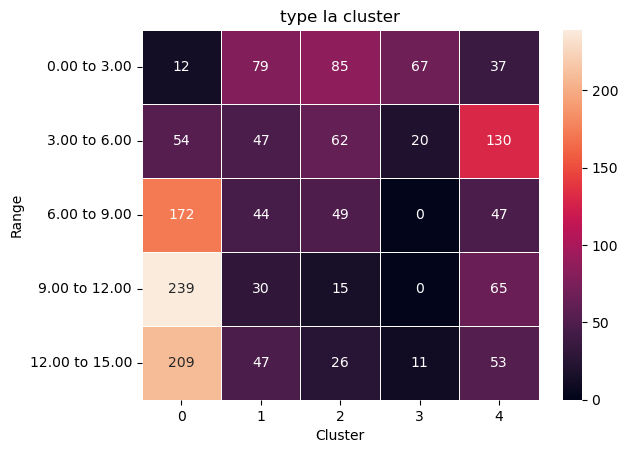 type Ia cluster
Range
0.00 to 3.00 12 79 85 67 37
3.00 to 6.00 54 47 62 20 130
6.00 to 9.00 172 44 49 0 47
9.00 to 12.00 239 30 15 0 65
12.00 to 15.00 209 47 26 11 53
0 1 2 3 4
Cluster
200
150
100
50
0